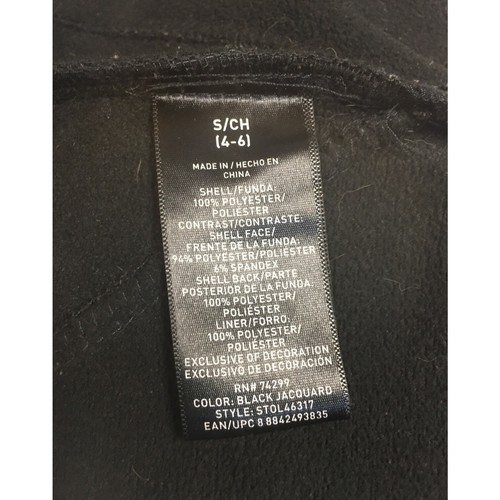 S/CH
(4-6)
MADE IN / HECHO EN
CHINA
SHELL/FUNDA:
100% POLYESTER/
POLIÉSTER
CONTRAST/CONTRASTE:
SHELL FACE/
FRENTE DE LA FUNDA:
94% POLYESTER/POLIÉSTER
6% SPANDEX
SHELL BACK/PARTE
POSTERIOR DE LA FUNDA:
100% POLYESTER/
POLIÉSTER
LINER/FORRO:
100% POLYESTER/
POLIÉSTER
EXCLUSIVE OF DECORATION
EXCLUSIVO DE DECORACIÓN
RN# 74299
COLOR: BLACK JACQUARD
STYLE: STOL46317
EAN/UPC 8 8842493835